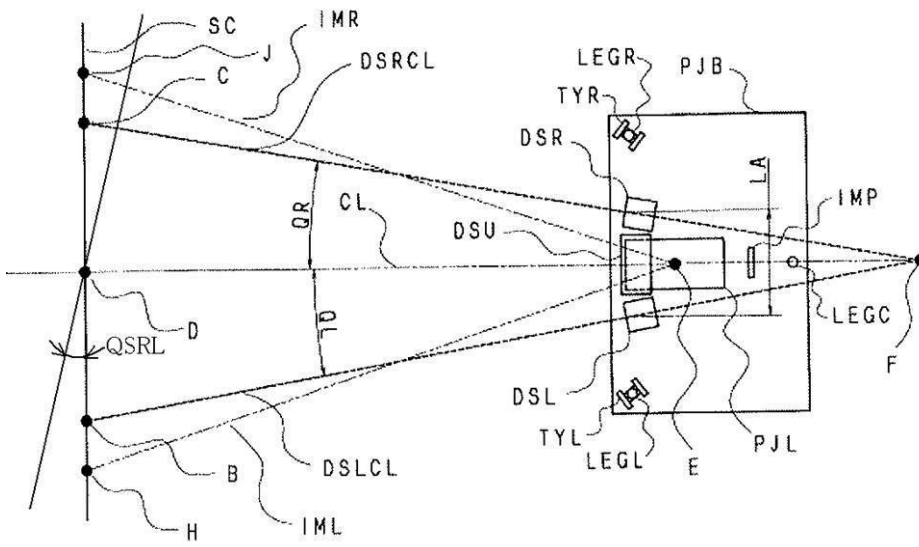 SC
IMR
J
DSRCL
C
LEGR
PJB
TYR
DSR
LA
IMP
QR
CL
DSU
D
QL
LEGC
QSRL
F
DSL
TYL
DSLCL
LEGL
E
PJL
B
H
IML